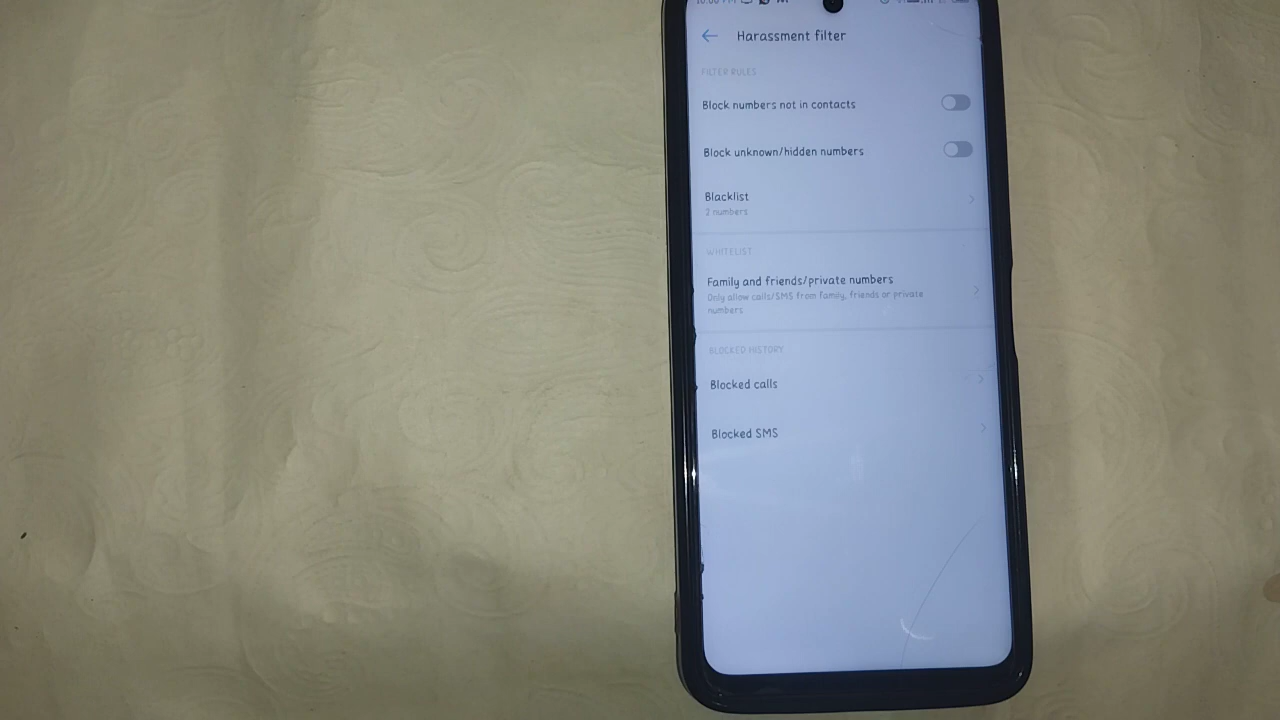 Harassment filter
FILTER RULES
Block numbers not in contacts
Block unknown/hidden numbers
Blacklist
2 numbers
WHITELIST
Family and friends/private numbers
Only allow calls/SMS from family, friends or private
numbers
BLOCKED HISTORY
Blocked calls
Blocked SMS